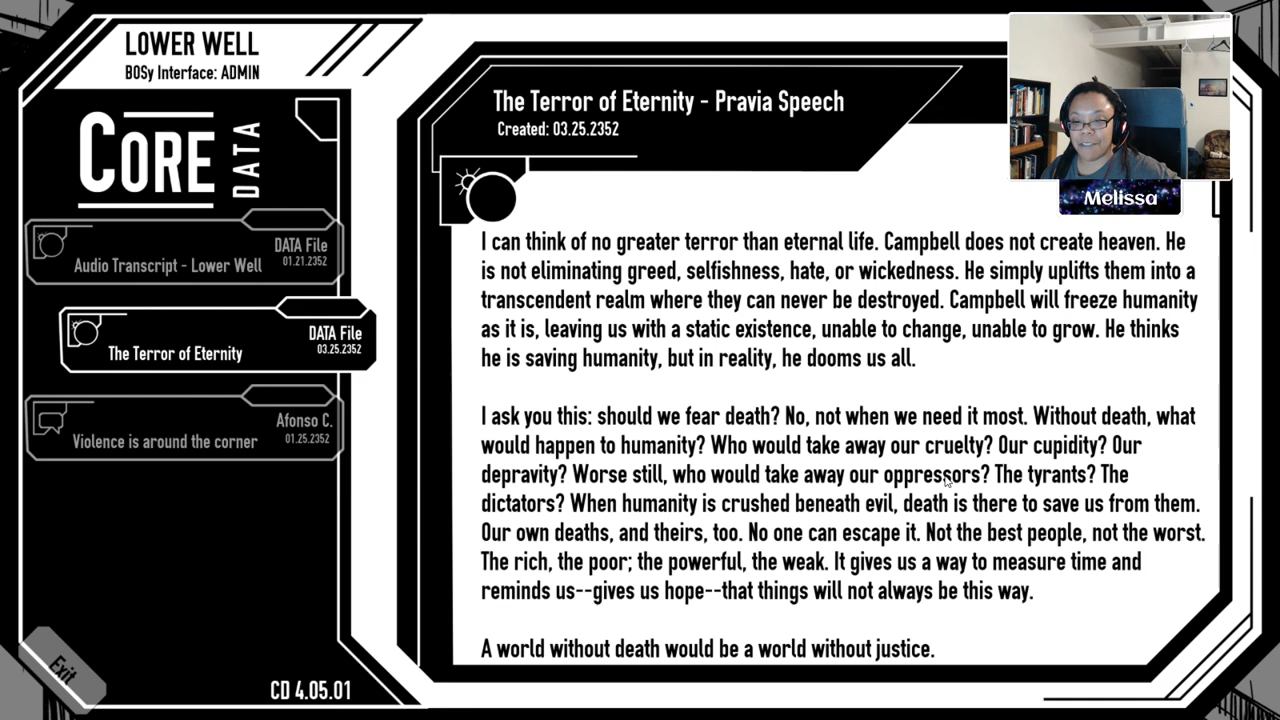 LOWER WELL
BOSy Interface: ADMIN
CORE
DATA
DATA File
01.21.2352
Audio Transcript - Lower Well
DATA File
03.25.2352
The Terror of Eternity
Afonso C.
01.25.2352
Violence is around the corner
CD 4.05.01
Exit
The Terror of Eternity - Pravia Speech
Created: 03.25.2352
Melissa
I can think of no greater terror than eternal life. Campbell does not create heaven. He
is not eliminating greed, selfishness, hate, or wickedness. He simply uplifts them into a
transcendent realm where they can never be destroyed. Campbell will freeze humanity
as it is, leaving us with a static existence, unable to change, unable to grow. He thinks
he is saving humanity, but in reality, he dooms us all.
I ask you this: should we fear death? No, not when we need it most. Without death, what
would happen to humanity? Who would take away our cruelty? Our cupidity? Our
depravity? Worse still, who would take away our oppressors? The tyrants? The
dictators? When humanity is crushed beneath evil, death is there to save us from them.
Our own deaths, and theirs, too. No one can escape it. Not the best people, not the worst.
The rich, the poor; the powerful, the weak. It gives us a way to measure time and
reminds us--gives us hope--that things will not always be this way.
A world without death would be a world without justice.